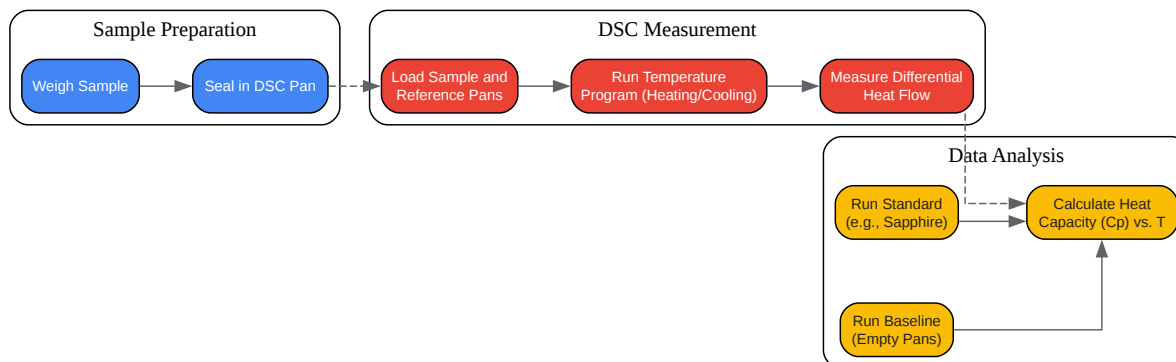 Sample Preparation
Weigh Sample
Seal in DSC Pan
DSC Measurement
Load Sample and
Reference Pans
Run Temperature
Program (Heating/Cooling)
Measure Differential
Heat Flow
Data Analysis
Run Standard
(e.g., Sapphire)
Calculate Heat
Capacity (Cp) vs. T
Run Baseline
(Empty Pans)